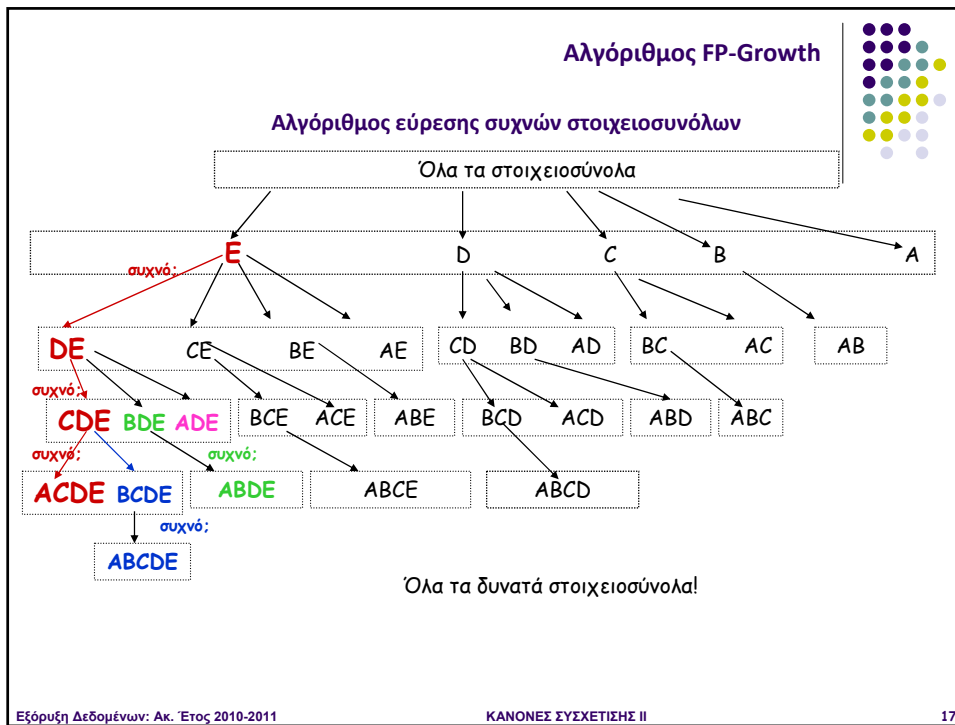 Αλγόριθμος FP-Growth
Αλγόριθμος εύρεσης συχνών στοιχειοσυνόλων
Όλα τα στοιχειοσύνολα
E D C B A
συχνό;
DE CE BE AE CD BD AD BC AC AB
συχνό;
CDE BDE ADE BCE ACE ABE BCD ACD ABD ABC
συχνό; συχνό;
ACDE BCDE ABDE ABCE ABCD
συχνό;
ABCDE
Όλα τα δυνατά στοιχειοσύνολα!
Εξόρυξη Δεδομένων: Ακ. Έτος 2010-2011 ΚΑΝΟΝΕΣ ΣΥΣΧΕΤΙΣΗΣ II 17